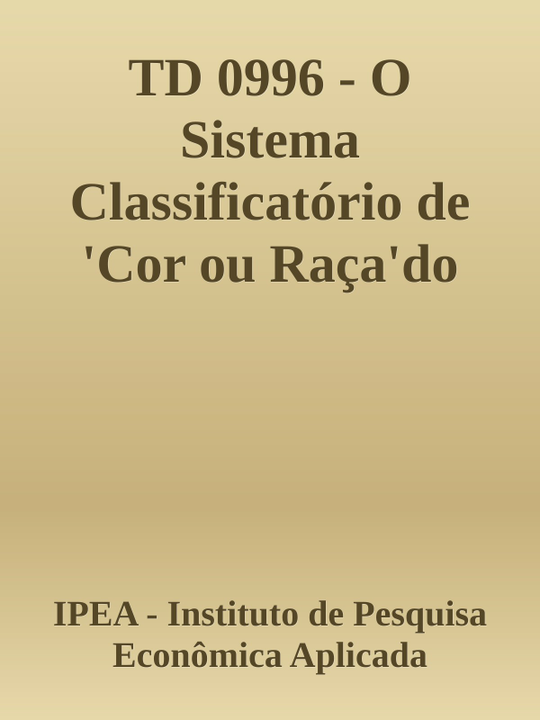 TD 0996 - O
Sistema
Classificatório de
'Cor ou Raça'do
IPEA - Instituto de Pesquisa
Econômica Aplicada